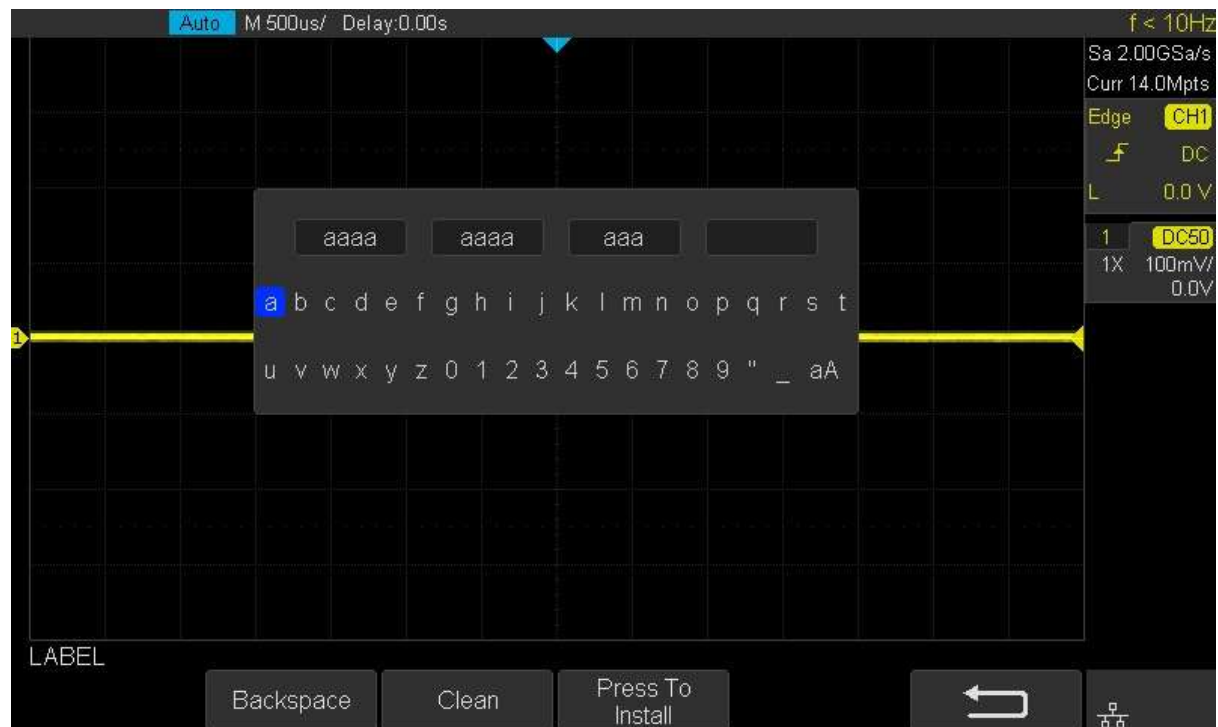 Auto M 500us/ Delay:0.00s f < 10Hz
Sa 2.00GSa/s
Curr 14.0Mpts
Edge CH1
DC
L 0.0 V
1 DC50
1X 100mV/
0.0V
aaaa aaaa aaa
a b c d e f g h i j k l m n o p q r s t
1
u v w x y z 0 1 2 3 4 5 6 7 8 9 " _ aA
LABEL
Backspace Clean Press To
Install